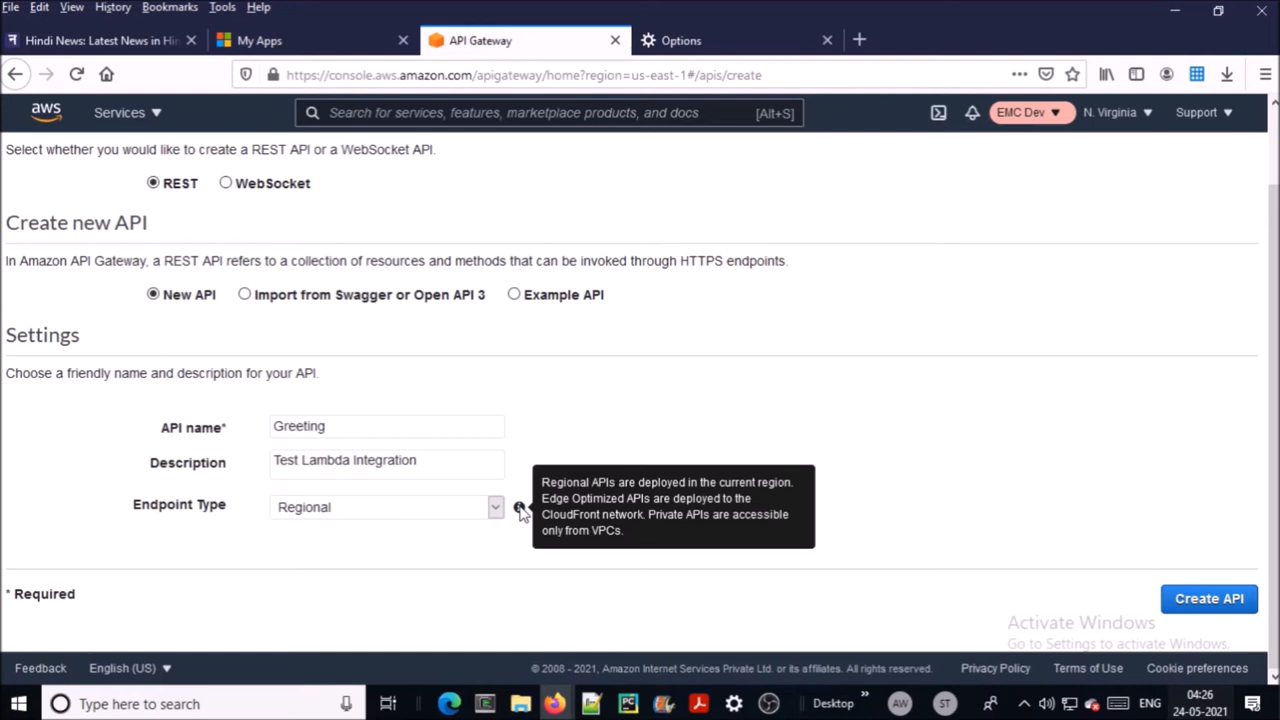 File Edit View History Bookmarks Tools Help
Hindi News: Latest News in Hin
My Apps
API Gateway
Options
https://console.aws.amazon.com/apigateway/home?region=us-east-1#/apis/create
aws Services Search for services, features, marketplace products, and docs [Alt+S] EMC Dev N. Virginia Support
Select whether you would like to create a REST API or a WebSocket API.
REST WebSocket
Create new API
In Amazon API Gateway, a REST API refers to a collection of resources and methods that can be invoked through HTTPS endpoints.
New API Import from Swagger or Open API 3 Example API
Settings
Choose a friendly name and description for your API.
API name* Greeting
Description Test Lambda Integration
Endpoint Type Regional
Regional APIs are deployed in the current region.
Edge Optimized APIs are deployed to the
CloudFront network. Private APIs are accessible
only from VPCs.
* Required
Create API
Activate Windows
Go to Settings to activate Windows.
Feedback English (US) © 2008 - 2021, Amazon Internet Services Private Ltd. or its affiliates. All rights reserved. Privacy Policy Terms of Use Cookie preferences
Type here to search PC Desktop AW ST ENG 04:26
24-05-2021